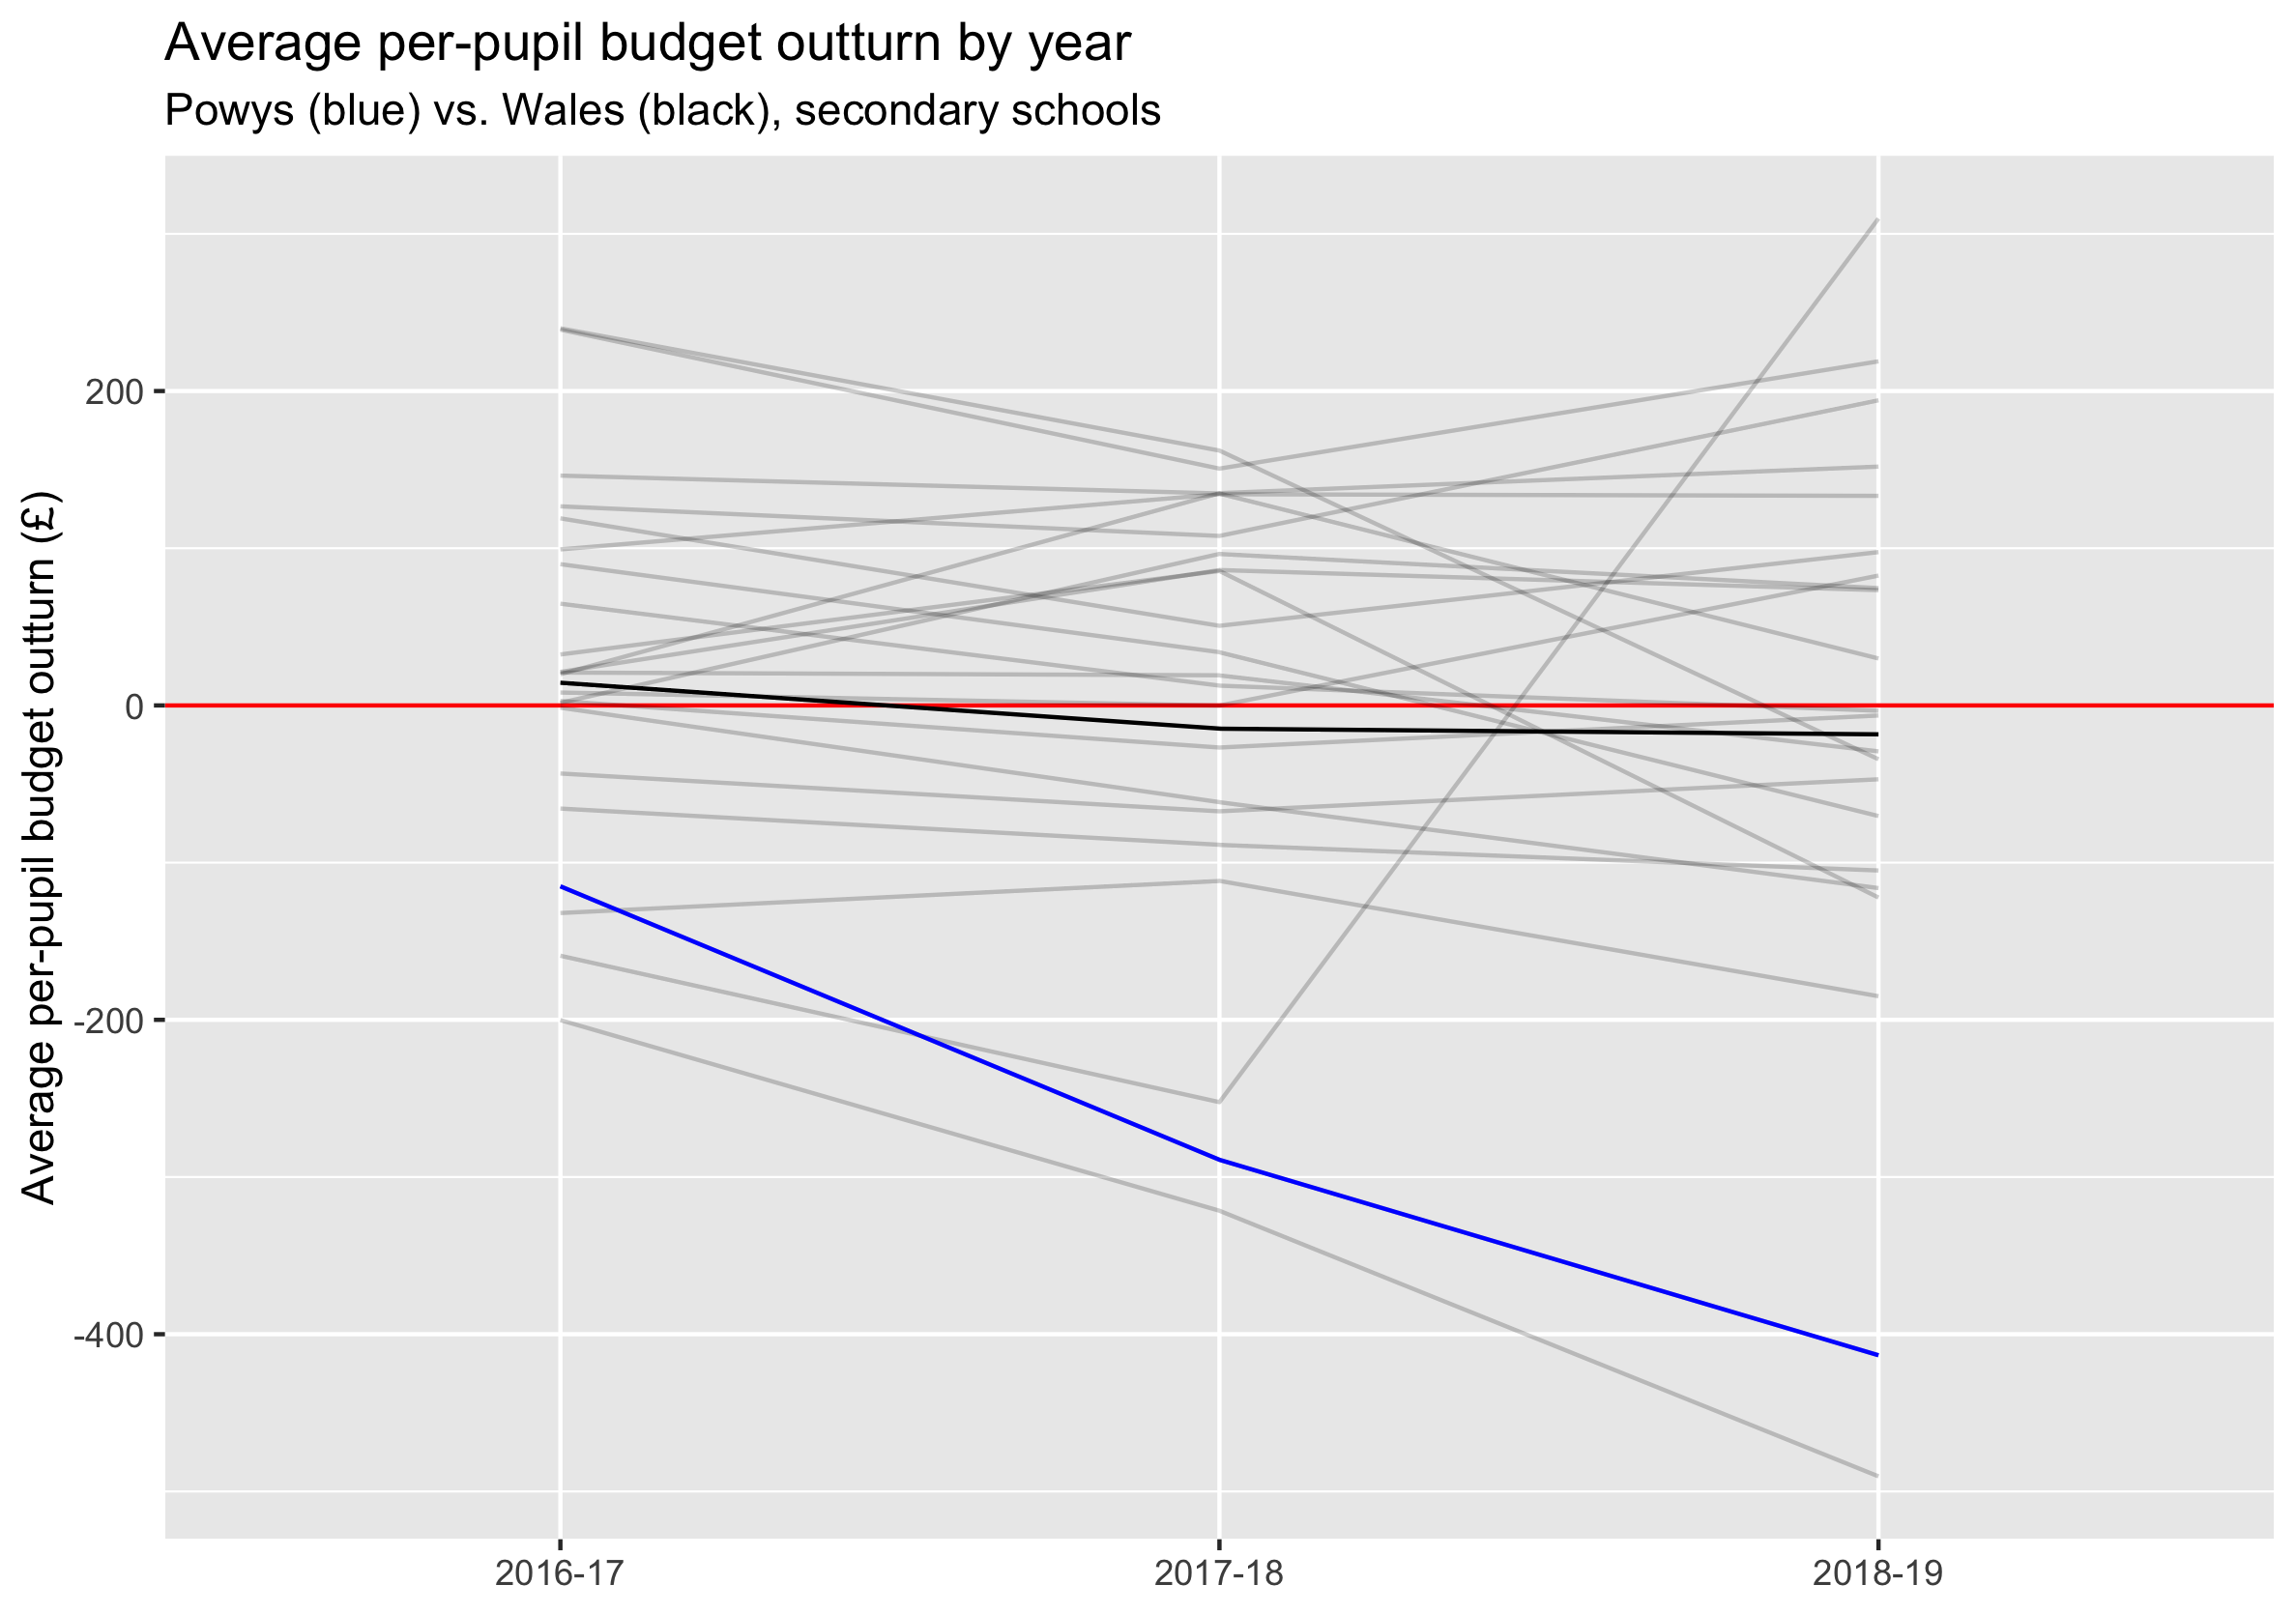 Average per-pupil budget outturn by year
Powys (blue) vs. Wales (black), secondary schools
Average per-pupil budget outturn (£)
200
0
-200
-400
2016-17 2017-18 2018-19